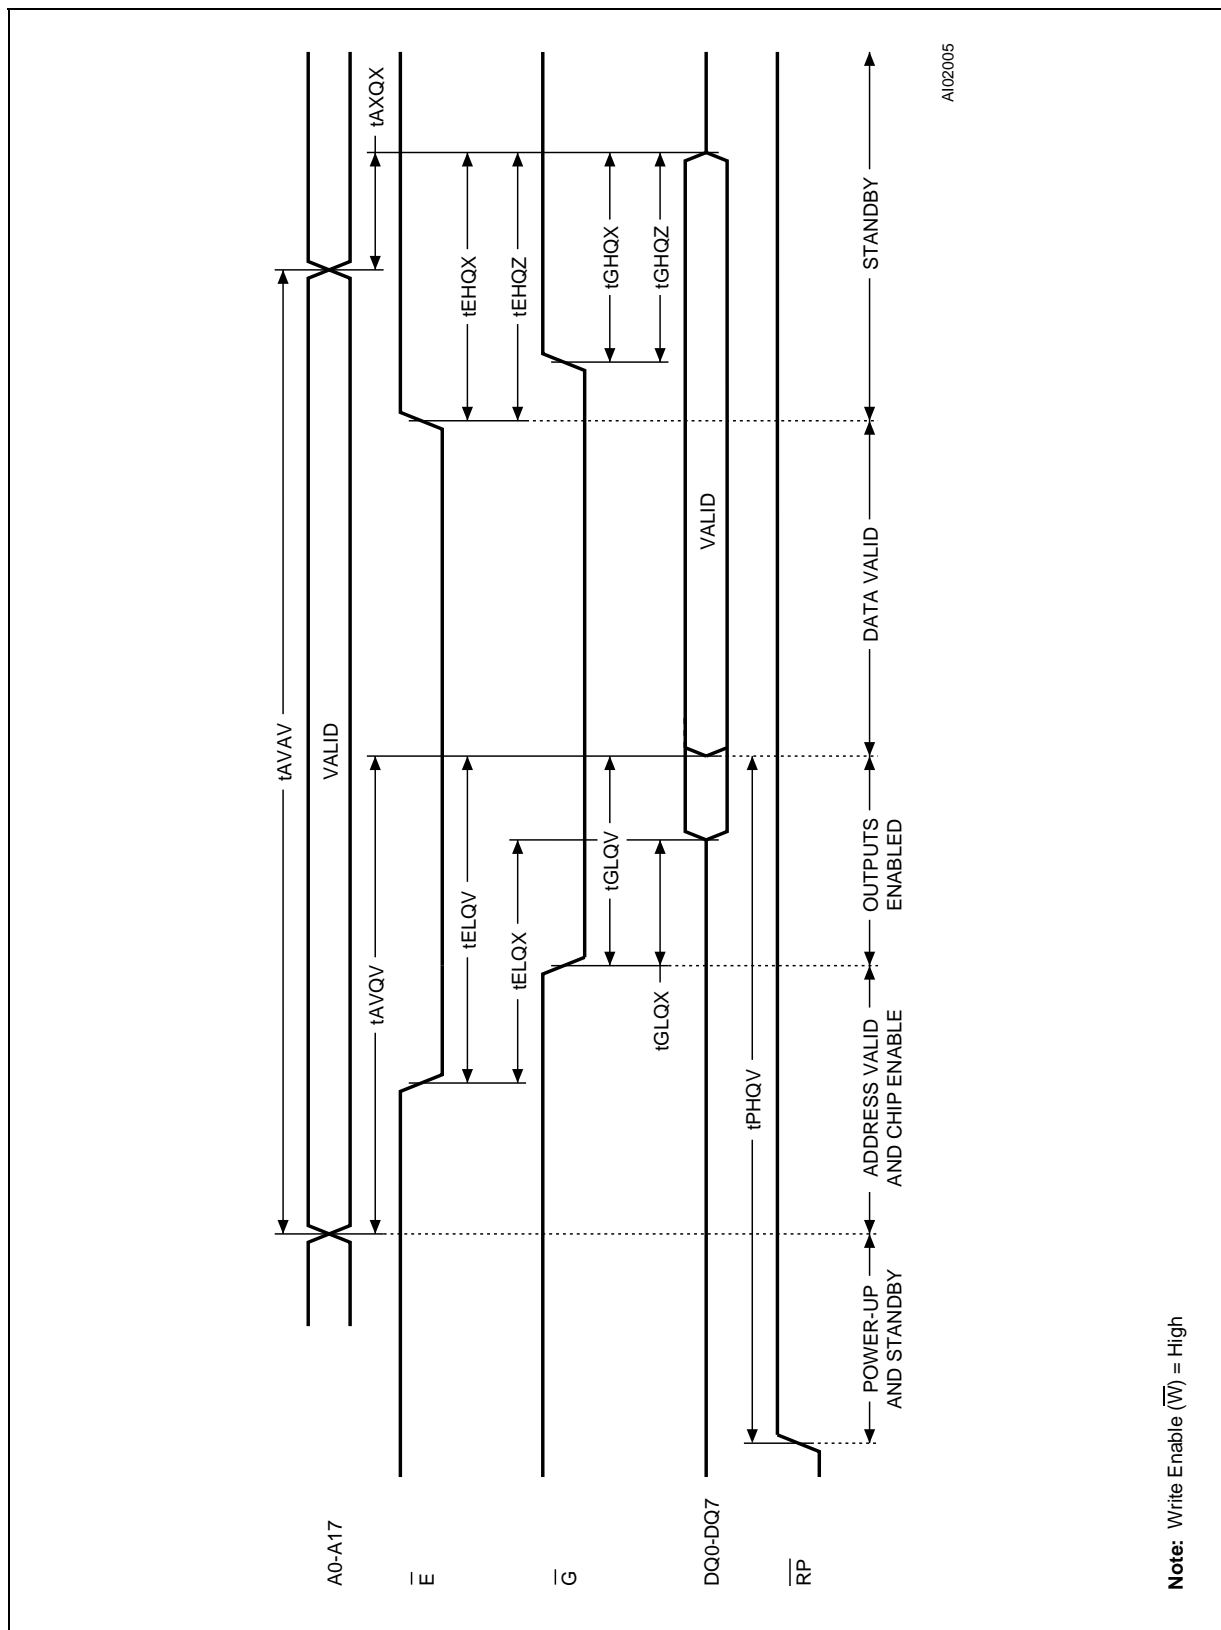 A0-A17
tAVAV
VALID
tAVQV
tAXQX
E
tELQV
tEHQX
tELQX
tEHQZ
G
tGLQV
tGHQX
tGLQX
tGHQZ
DQ0-DQ7
VALID
tPHQV
RP
POWER-UP
AND STANDBY
ADDRESS VALID
AND CHIP ENABLE
OUTPUTS
ENABLED
DATA VALID
STANDBY
AI02005
Note: Write Enable (W̅) = High